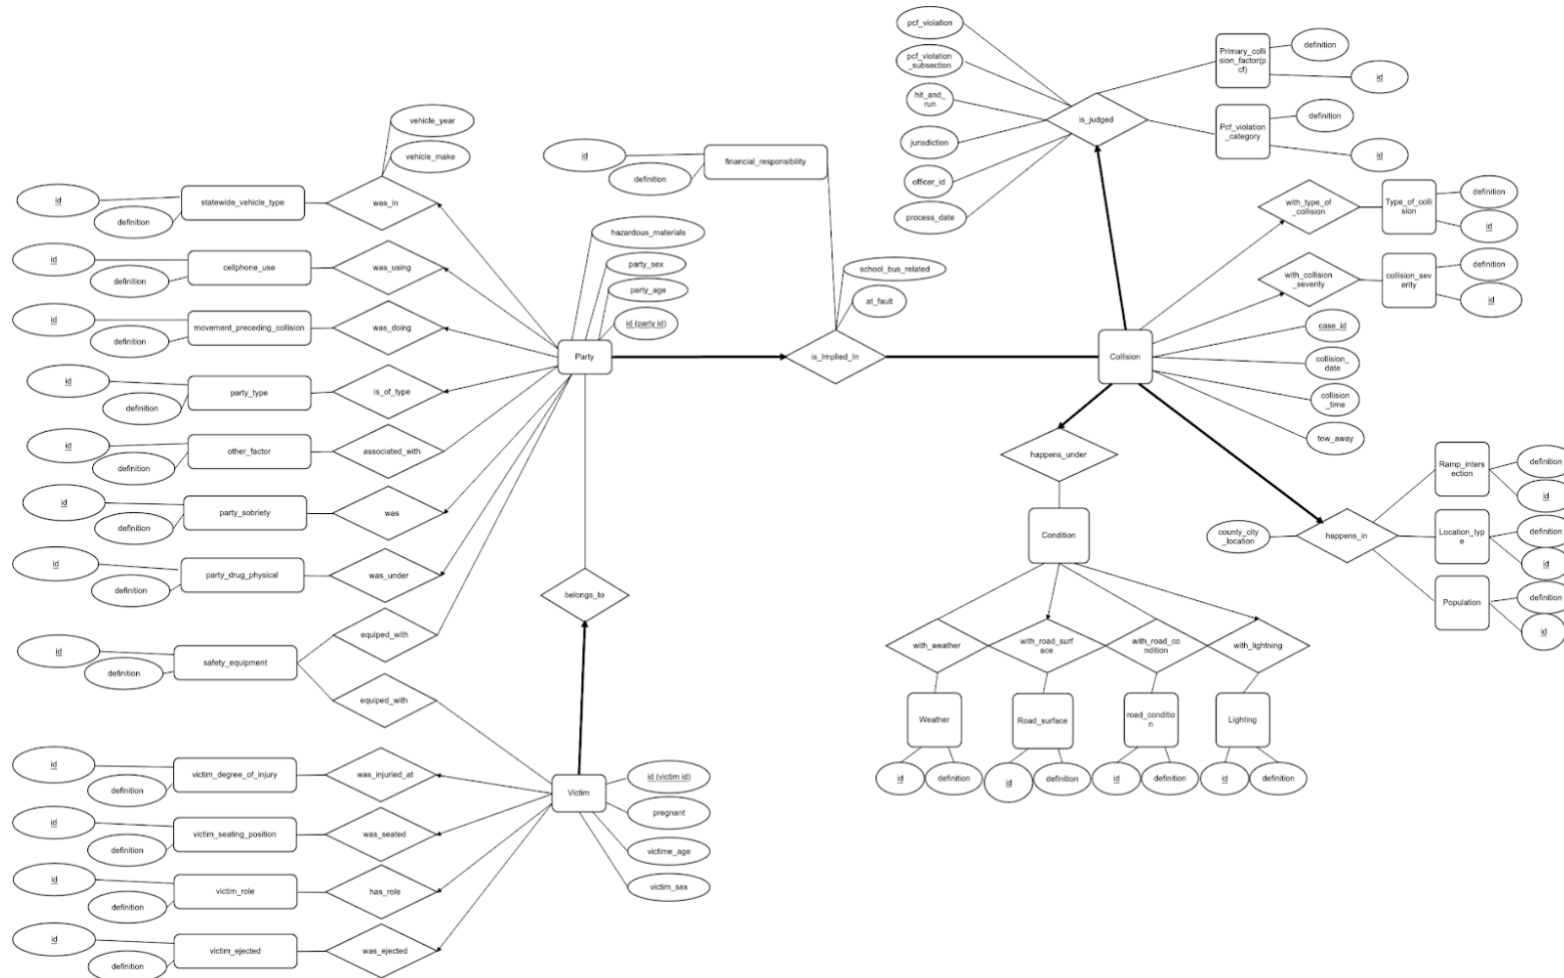 pcf_violation
pcf_violation
_subsection
hit_and_
run
jurisdiction
officer_id
process_date
is_judged
Primary_colli
sion_factor(p
cf)
definition
id
Pcf_violation
_category
definition
id
vehicle_year
vehicle_make
id
definition
statewide_vehicle_type
was_in
id
definition
financial_responsibility
with_type_of
_collision
Type_of_colli
sion
definition
id
with_collision
_severity
collision_sev
erity
definition
id
id
definition
cellphone_use
was_using
hazardous_materials
party_sex
party_age
id (party id)
school_bus_related
at_fault
id
definition
movement_preceding_collision
was_doing
Party
is_Implied_In
Collision
case_id
collision_
date
collision
_time
tow_away
id
definition
party_type
is_of_type
id
definition
other_factor
associated_with
id
definition
party_sobriety
was
id
definition
party_drug_physical
was_under
belongs_to
happens_under
Condition
county_city
_location
happens_in
Ramp_inters
ection
definition
id
Location_typ
e
definition
id
Population
definition
id
id
definition
safety_equipment
equiped_with
equiped_with
with_weather
with_road_surf
ace
with_road_co
ndition
with_lightning
Weather
Road_surface
road_conditio
n
Lighting
id
definition
id
definition
id
definition
id
definition
id
definition
victim_degree_of_injury
was_injuried_at
Victim
id (victim id)
pregnant
victime_age
victim_sex
id
definition
victim_seating_position
was_seated
id
definition
victim_role
has_role
id
definition
victim_ejected
was_ejected